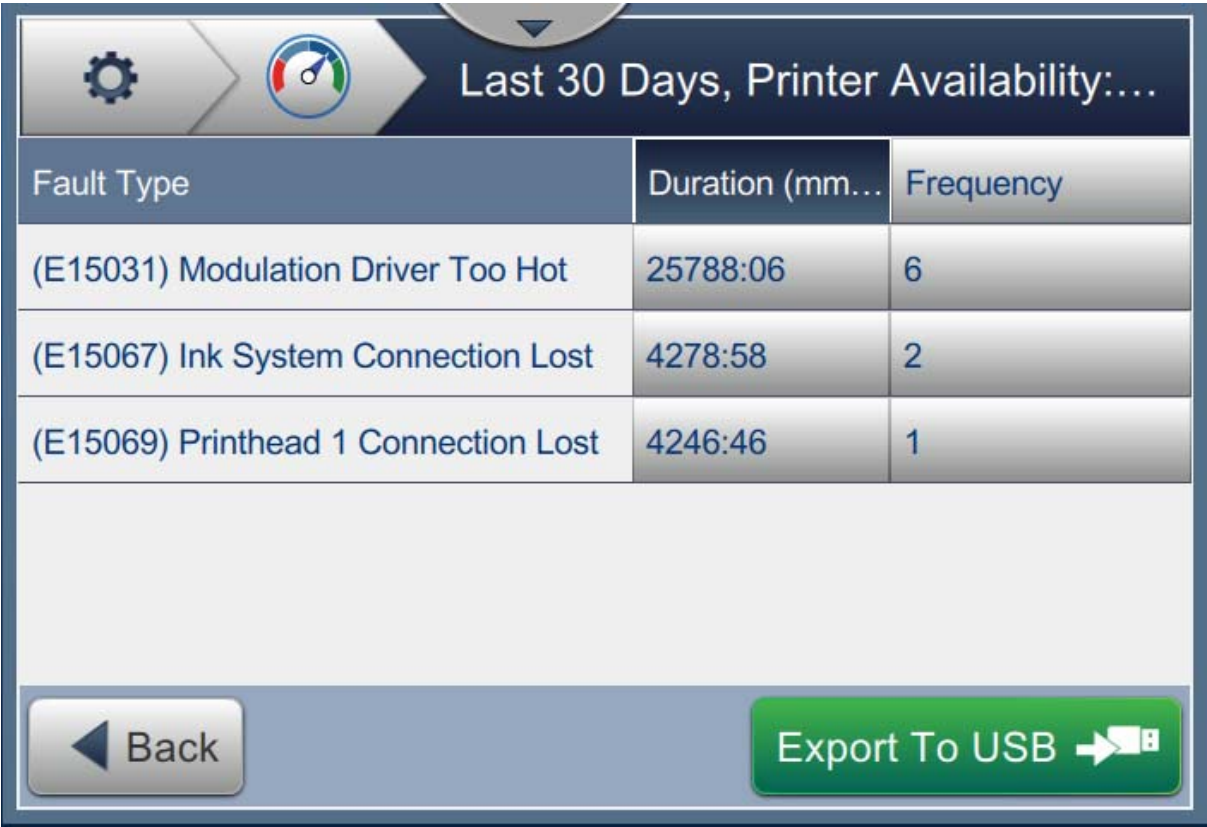 Last 30 Days, Printer Availability:...
Fault Type Duration (mm... Frequency
(E15031) Modulation Driver Too Hot 25788:06 6
(E15067) Ink System Connection Lost 4278:58 2
(E15069) Printhead 1 Connection Lost 4246:46 1
Back Export To USB